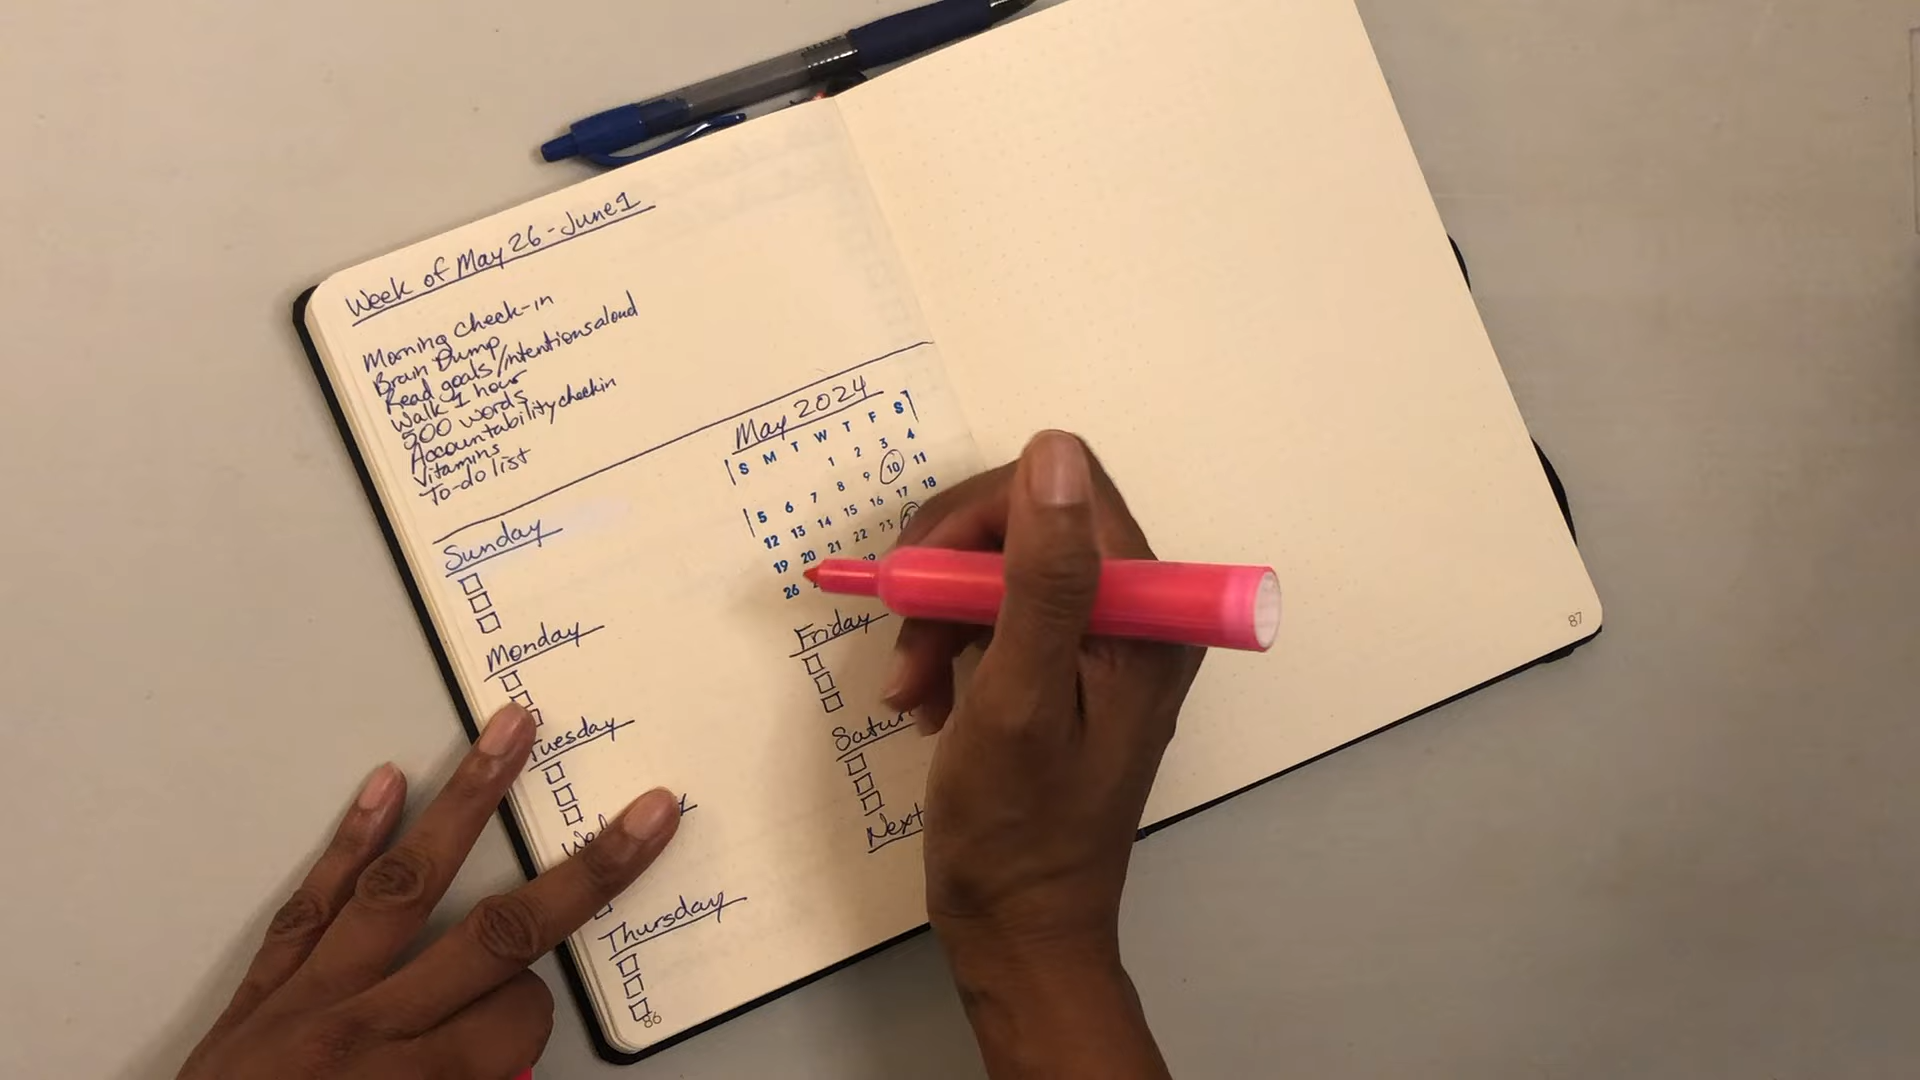 Week of May 26 - June 1
Morning check-in
Brain Dump
Read goals/intentions aloud
Walk 1 hour
500 words
Accountability checkin
Vitamins
To-do list
May 2024
S M T W T F S
1 2 3 4
5 6 7 8 9 10 11
12 13 14 15 16 17 18
19 20 21 22 23
26
Sunday
Monday
Tuesday
Thursday
86
Friday
Next
87